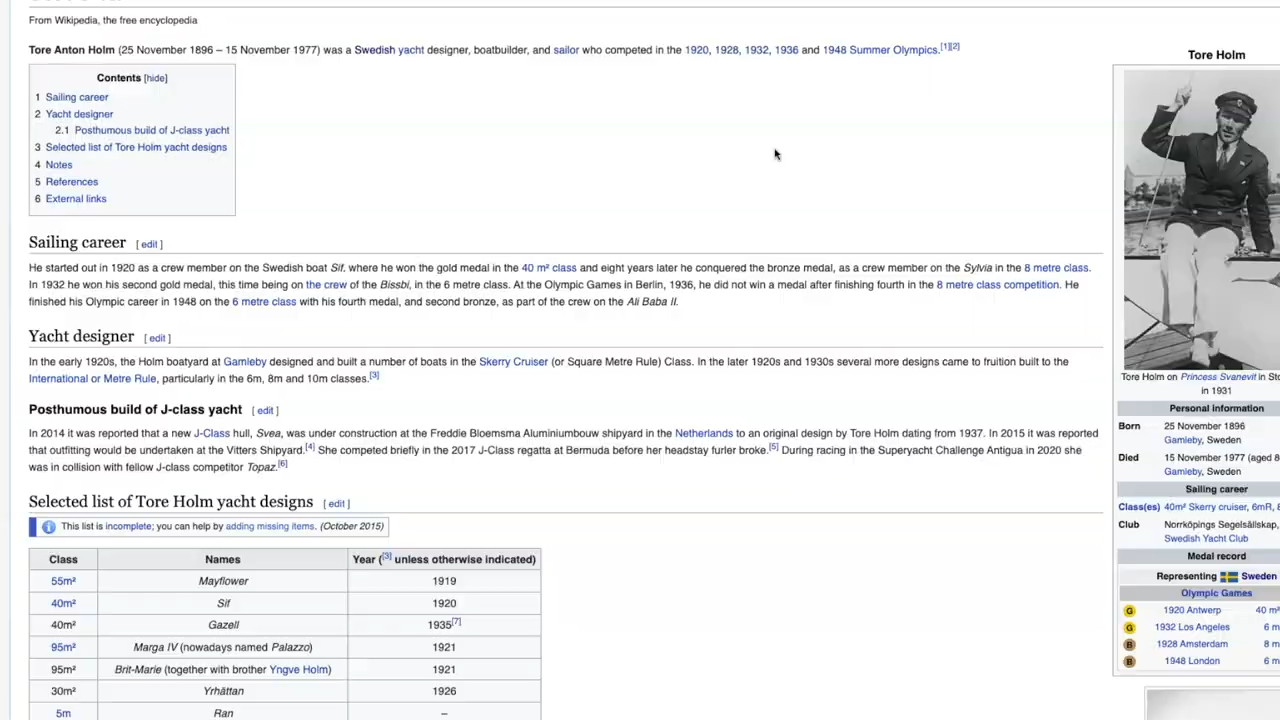 From Wikipedia, the free encyclopedia
Tore Anton Holm (25 November 1896 – 15 November 1977) was a Swedish yacht designer, boatbuilder, and sailor who competed in the 1920, 1928, 1932, 1936 and 1948 Summer Olympics.[1][2]
Contents [hide]
1 Sailing career
2 Yacht designer
2.1 Posthumous build of J-class yacht
3 Selected list of Tore Holm yacht designs
4 Notes
5 References
6 External links
Sailing career [ edit ]
He started out in 1920 as a crew member on the Swedish boat Sif, where he won the gold medal in the 40 m² class and eight years later he conquered the bronze medal, as a crew member on the Sylvia in the 8 metre class.
In 1932 he won his second gold medal, this time being on the crew of the Bissbi, in the 6 metre class. At the Olympic Games in Berlin, 1936, he did not win a medal after finishing fourth in the 8 metre class competition. He
finished his Olympic career in 1948 on the 6 metre class with his fourth medal, and second bronze, as part of the crew on the Ali Baba II.
Yacht designer [ edit ]
In the early 1920s, the Holm boatyard at Gamleby designed and built a number of boats in the Skerry Cruiser (or Square Metre Rule) Class. In the later 1920s and 1930s several more designs came to fruition built to the
International or Metre Rule, particularly in the 6m, 8m and 10m classes.[3]
Posthumous build of J-class yacht [ edit ]
In 2014 it was reported that a new J-Class hull, Svea, was under construction at the Freddie Bloemsma Aluminiumbouw shipyard in the Netherlands to an original design by Tore Holm dating from 1937. In 2015 it was reported
that outfitting would be undertaken at the Vitters Shipyard.[4] She competed briefly in the 2017 J-Class regatta at Bermuda before her headstay furler broke.[5] During racing in the Superyacht Challenge Antigua in 2020 she
was in collision with fellow J-class competitor Topaz.[6]
Selected list of Tore Holm yacht designs [ edit ]
This list is incomplete; you can help by adding missing items. (October 2015)
Class Names Year ([3] unless otherwise indicated)
55m² Mayflower 1919
40m² Sif 1920
40m² Gazell 1935[7]
95m² Marga IV (nowadays named Palazzo) 1921
95m² Brit-Marie (together with brother Yngve Holm) 1921
30m² Yrhättan 1926
5m Ran –
Tore Holm
Tore Holm on Princess Svanevit in Sto
in 1931
Personal information
Born 25 November 1896
Gamleby, Sweden
Died 15 November 1977 (aged 8
Gamleby, Sweden
Sailing career
Class(es) 40m² Skerry cruiser, 6mR, 8
Club Norrköpings Segelsällskap,
Swedish Yacht Club
Medal record
Representing Sweden
Olympic Games
G 1920 Antwerp 40 m²
G 1932 Los Angeles 6 m
B 1928 Amsterdam 8 m
B 1948 London 6 m